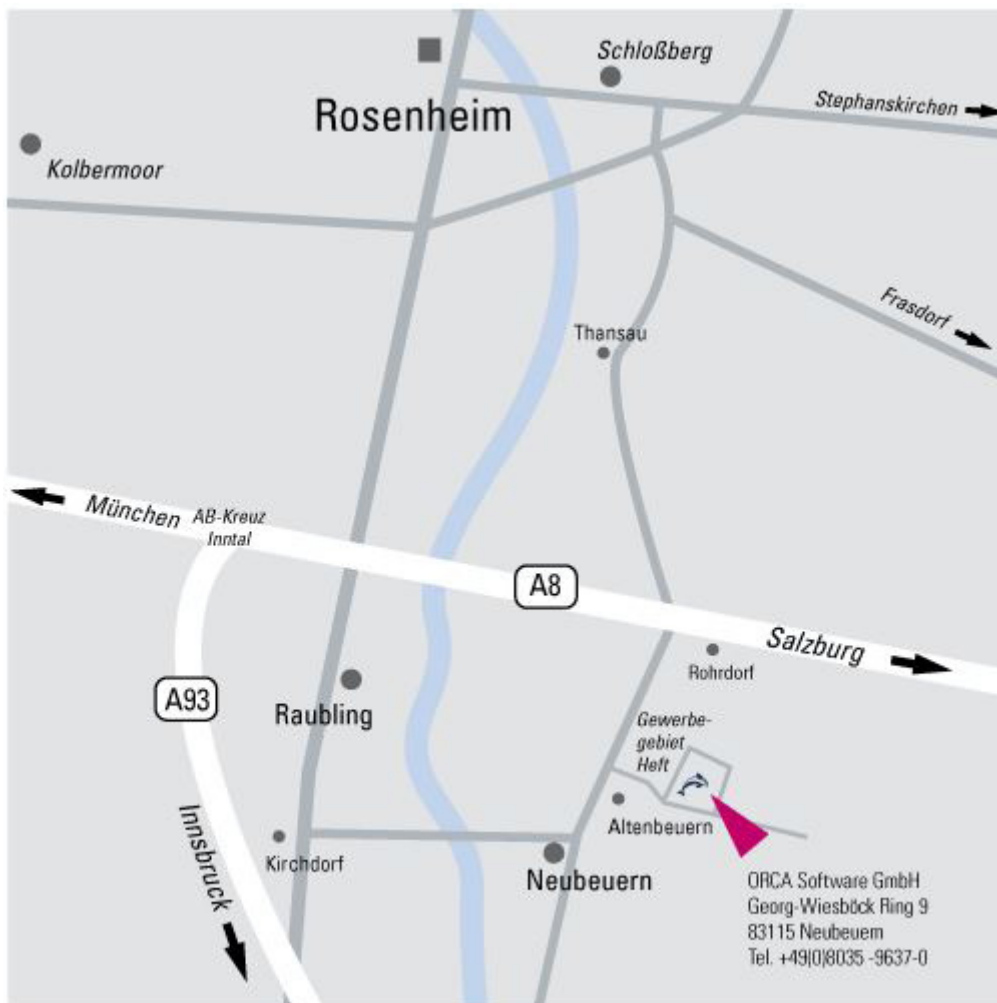 Schloßberg
Rosenheim
Stephanskirchen
Kolbermoor
Frasdorf
Thansau
München
AB-Kreuz
Inntal
A8
Salzburg
Rohrdorf
A93
Raubling
Gewerbe-
gebiet
Heft
Innsbruck
Altenbeuern
Kirchdorf
Neubeuern
ORCA Software GmbH
Georg-Wiesböck Ring 9
83115 Neubeuern
Tel. +49(0)8035 -9637-0